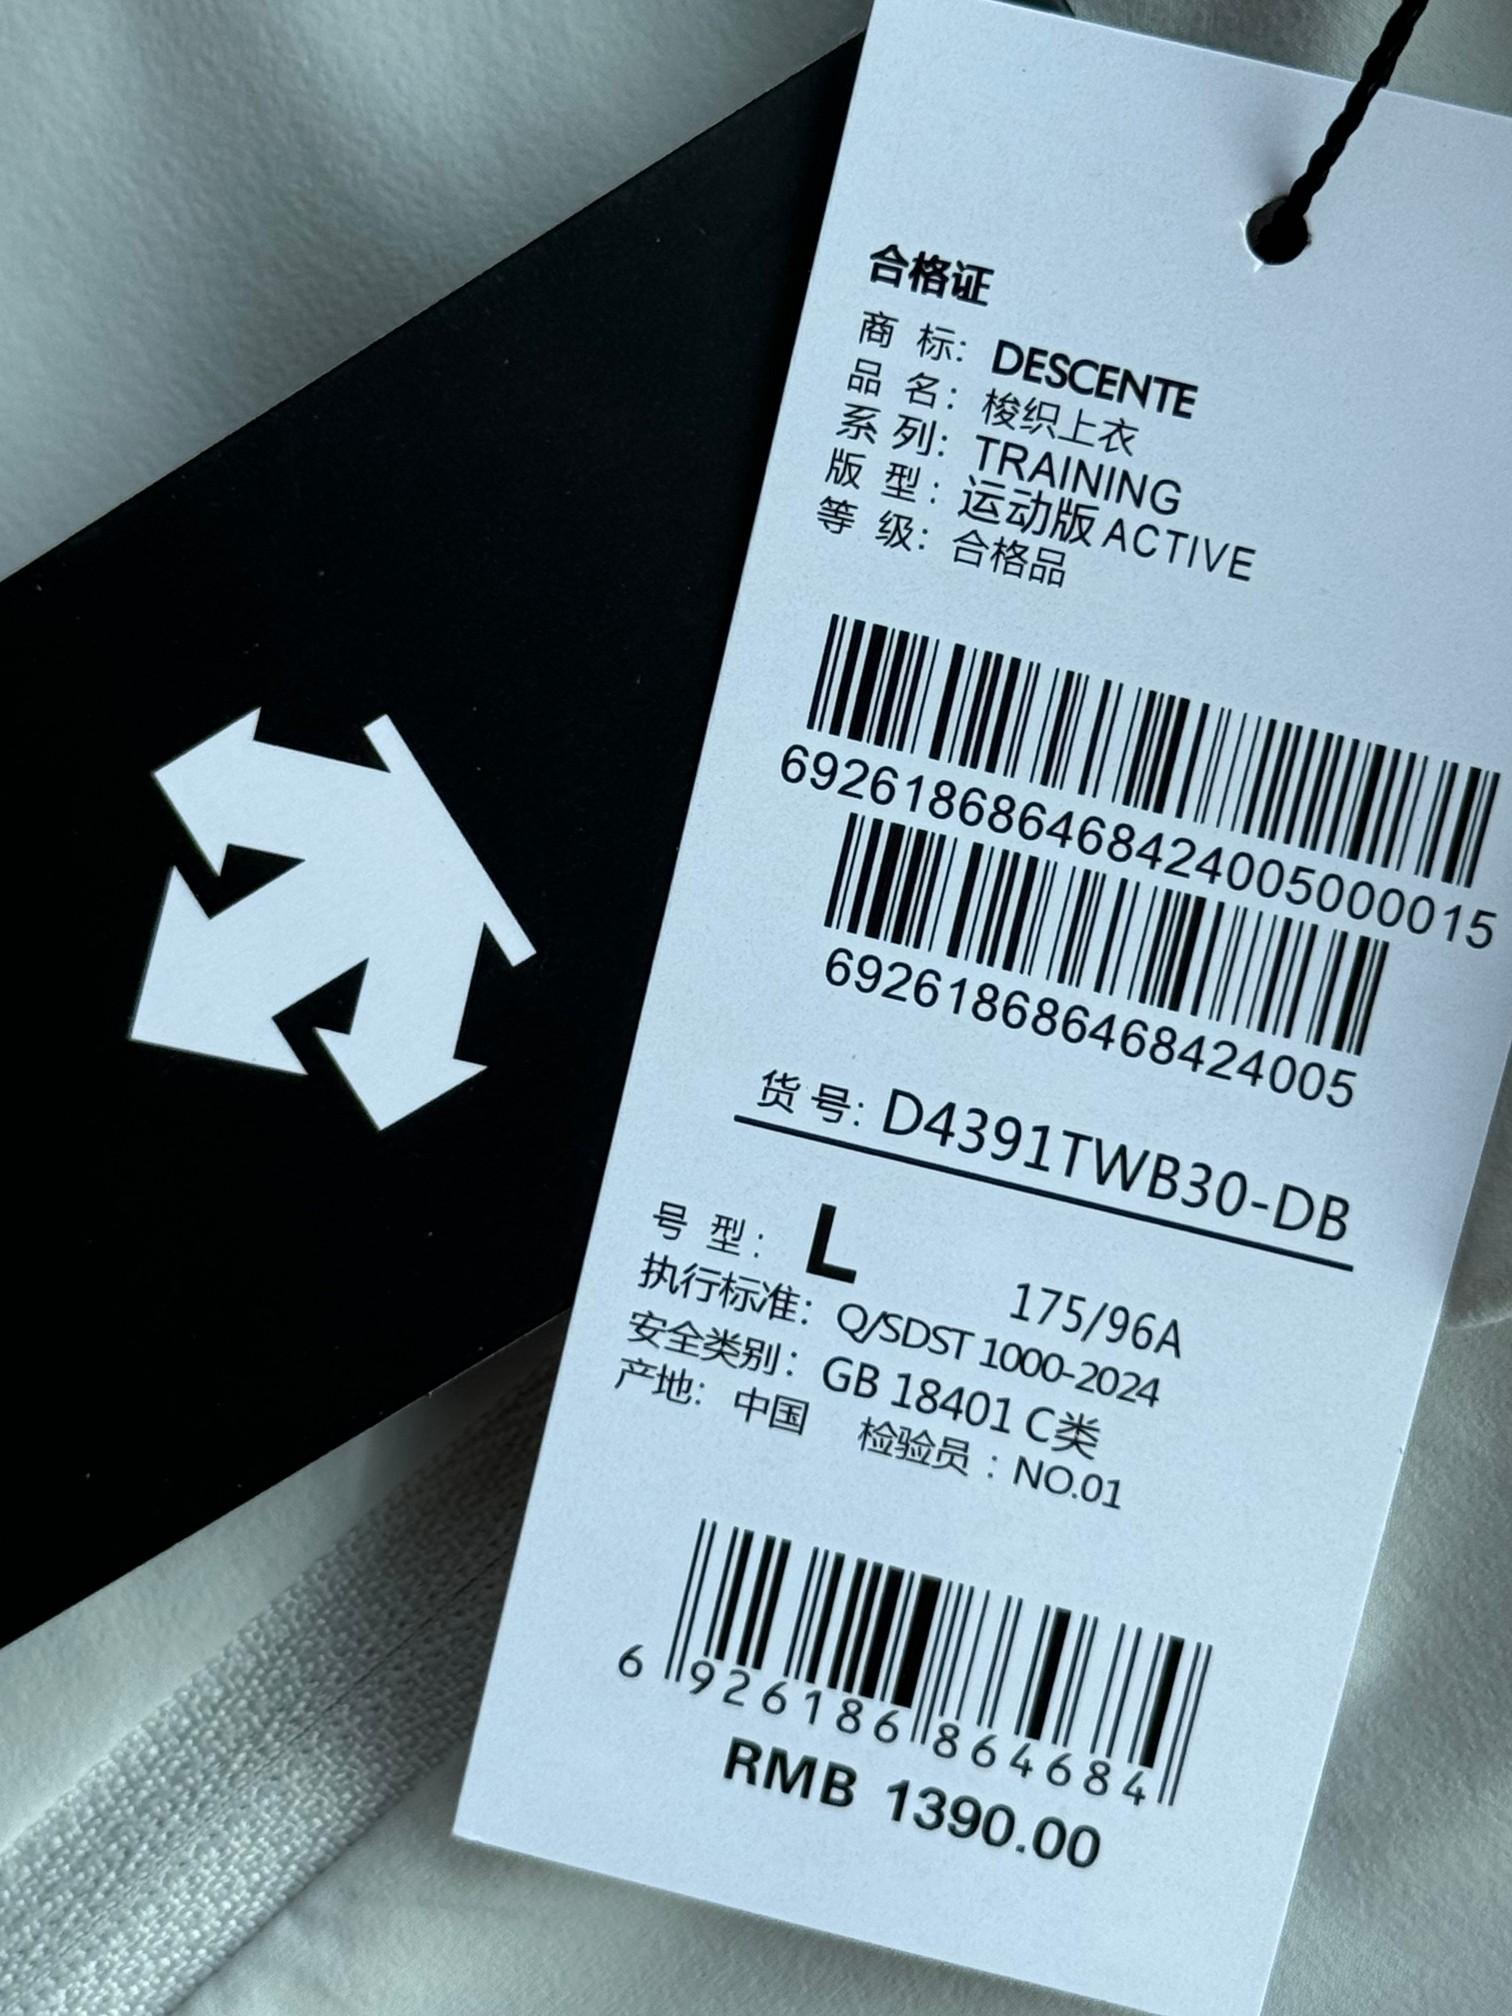 合格证
商 标： DESCENTE
品 名： 梭织上衣
系 列： TRAINING
版 型： 运动版 ACTIVE
等 级： 合格品
692618686468424005000015
692618686468424005
货 号: D4391TWB30-DB
号 型： L 175/96A
执行标准： Q/SDST 1000-2024
安全类别： GB 18401 C类
产地： 中国 检验员：NO.01
6 926186 864684
RMB 1390.00